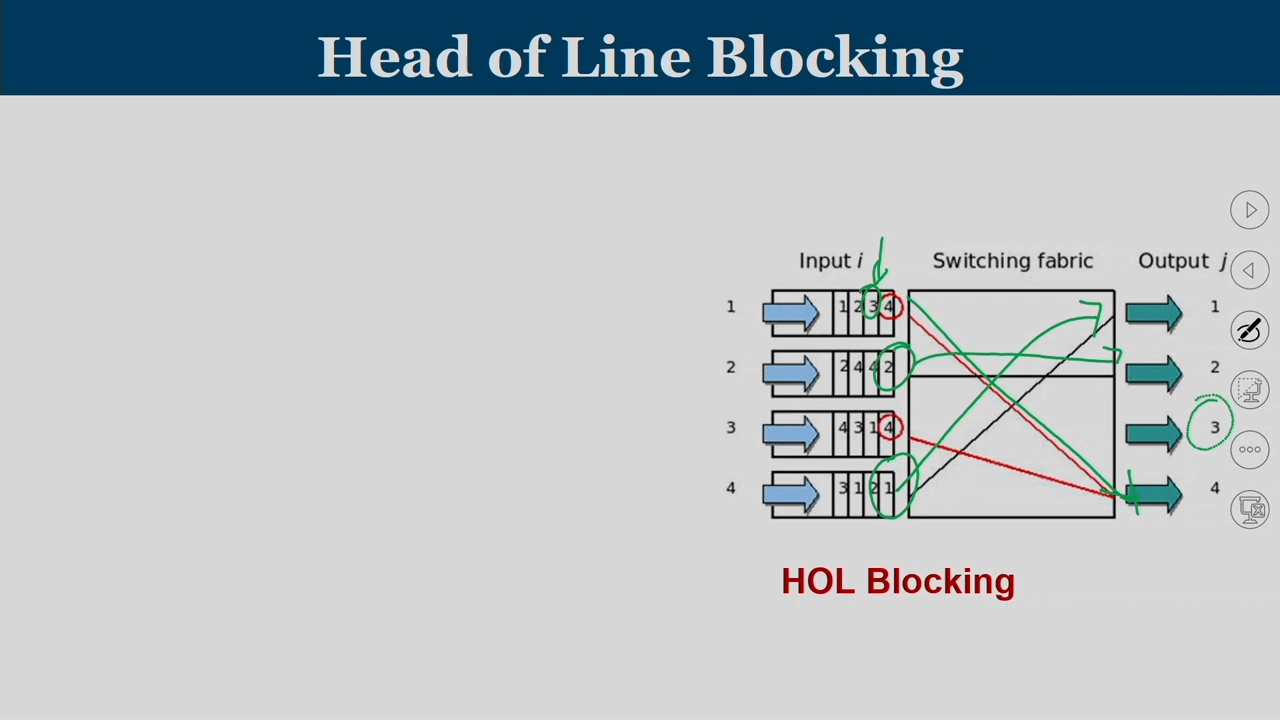 Head of Line Blocking
Input i Switching fabric Output j
1 1 2 3 4 1
2 2 4 4 2 2
3 4 3 1 4 3
4 3 1 2 1 4
HOL Blocking